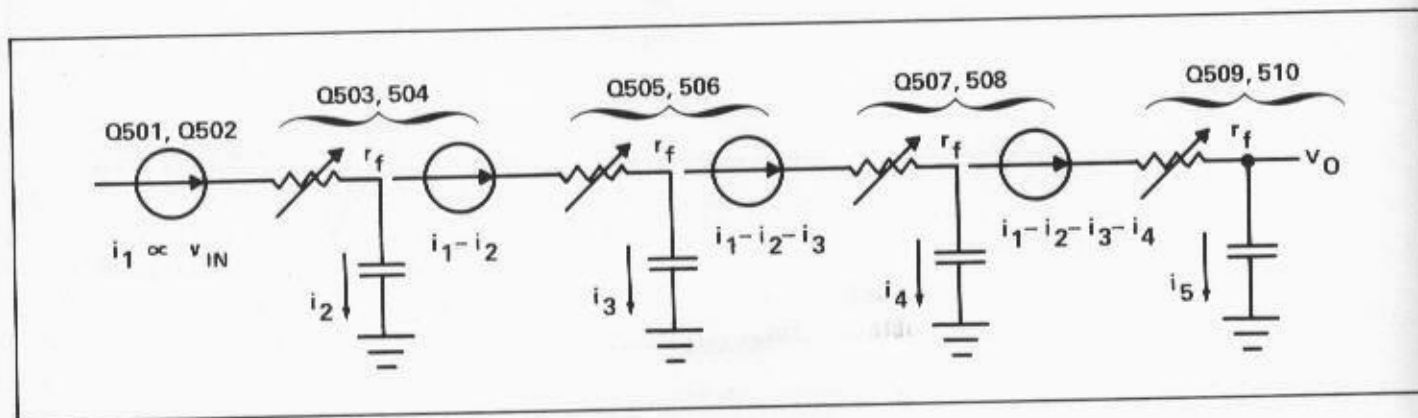 Q501, Q502
Q503, 504
Q505, 506
Q507, 508
Q509, 510
r_f
r_f
r_f
r_f
v_O
i_1 ∝ v_IN
i_2
i_1 - i_2
i_3
i_1 - i_2 - i_3
i_4
i_1 - i_2 - i_3 - i_4
i_5